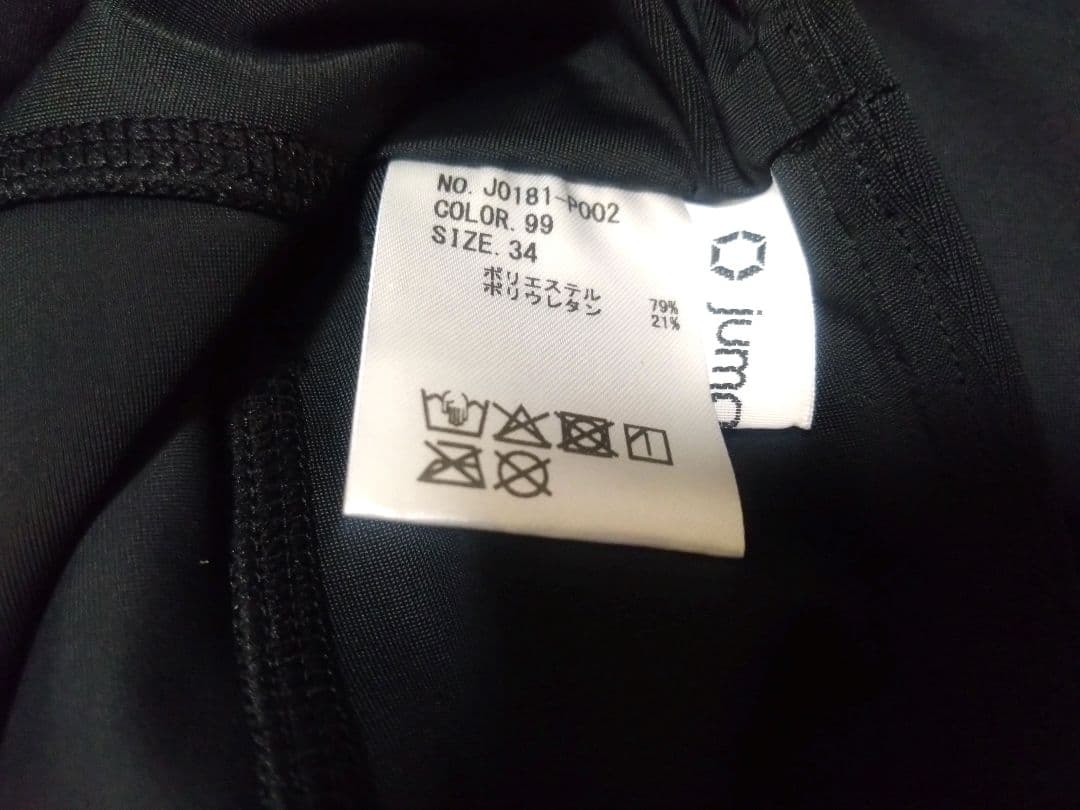 NO. J0181-P002
COLOR. 99
SIZE. 34
ポリエステル 79%
ポリウレタン 21%